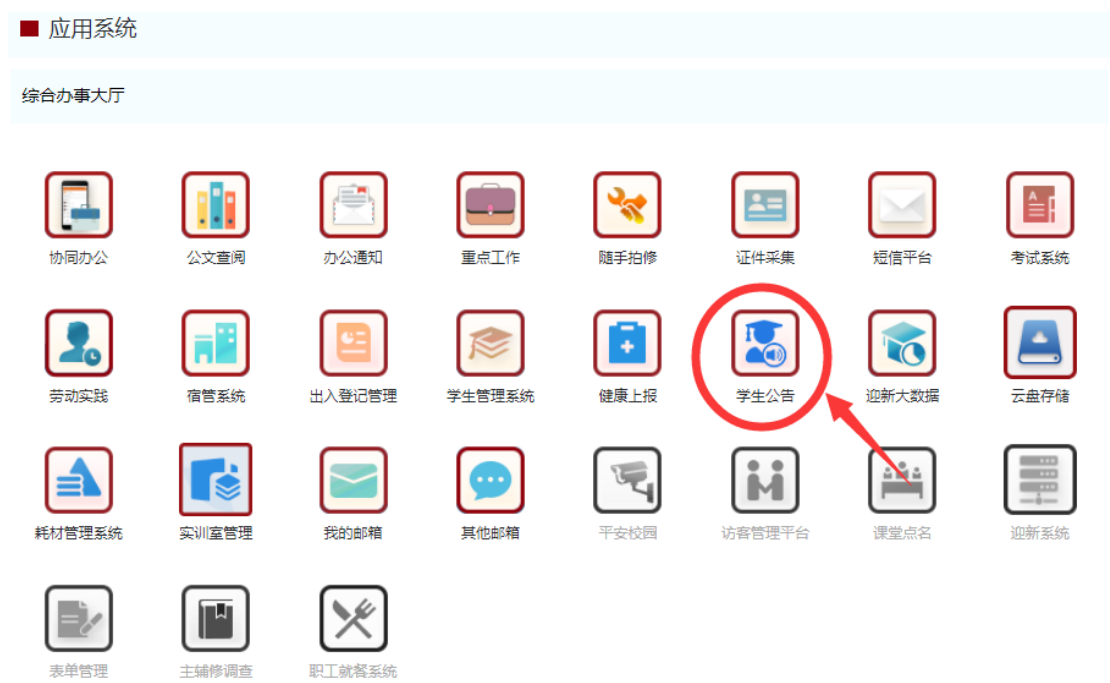 应用系统
综合办事大厅
协同办公 公文查阅 办公通知 重点工作 随手拍修 证件采集 短信平台 考试系统
劳动实践 宿管系统 出入登记管理 学生管理系统 健康上报 学生公告 迎新大数据 云盘存储
耗材管理系统 实训室管理 我的邮箱 其他邮箱 平安校园 访客管理平台 课堂点名 迎新系统
表单管理 主辅修调查 职工就餐系统